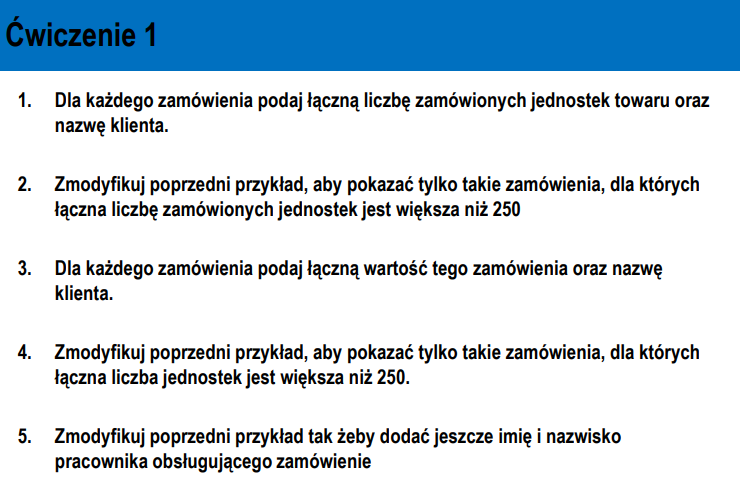 Ćwiczenie 1
1. Dla każdego zamówienia podaj łączną liczbę zamówionych jednostek towaru oraz
nazwę klienta.
2. Zmodyfikuj poprzedni przykład, aby pokazać tylko takie zamówienia, dla których
łączna liczbę zamówionych jednostek jest większa niż 250
3. Dla każdego zamówienia podaj łączną wartość tego zamówienia oraz nazwę
klienta.
4. Zmodyfikuj poprzedni przykład, aby pokazać tylko takie zamówienia, dla których
łączna liczba jednostek jest większa niż 250.
5. Zmodyfikuj poprzedni przykład tak żeby dodać jeszcze imię i nazwisko
pracownika obsługującego zamówienie